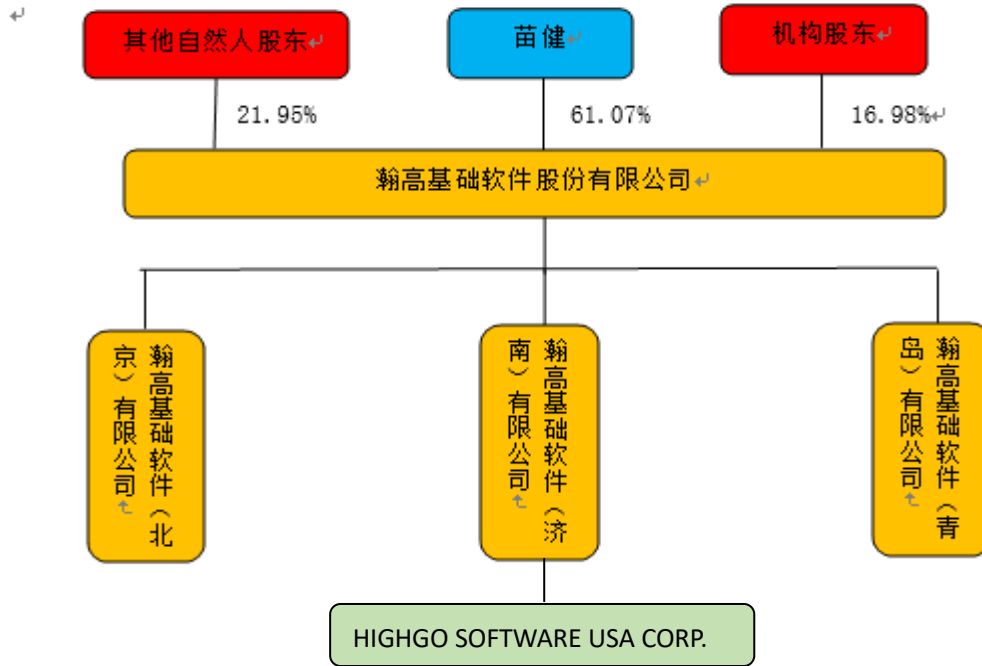 其他自然人股东
苗健
机构股东
21.95%
61.07%
16.98%
瀚高基础软件股份有限公司
瀚高基础软件（北
京）有限公司
瀚高基础软件（济
南）有限公司
瀚高基础软件（青
岛）有限公司
HIGHGO SOFTWARE USA CORP.